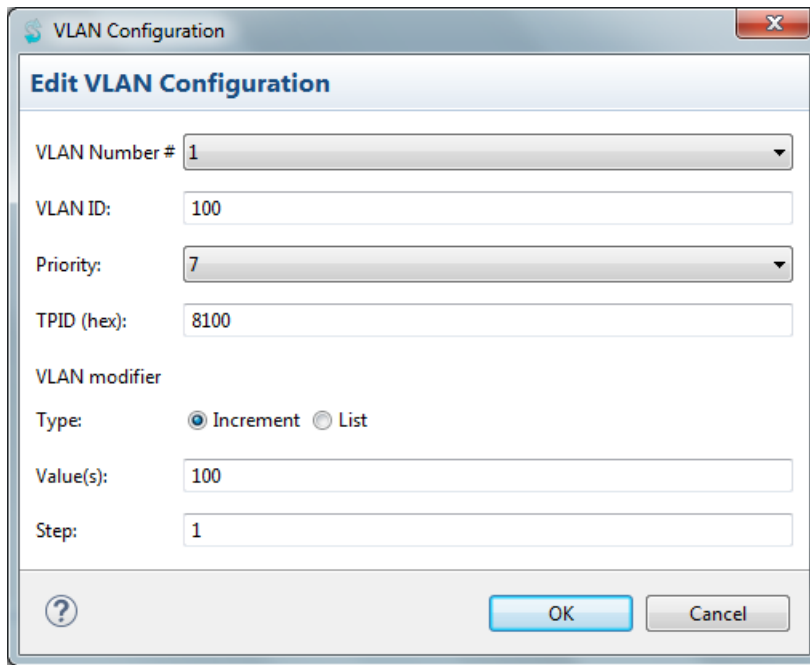 VLAN Configuration
X
Edit VLAN Configuration
VLAN Number # 1
VLAN ID: 100
Priority: 7
TPID (hex): 8100
VLAN modifier
Type: Increment List
Value(s): 100
Step: 1
? OK Cancel